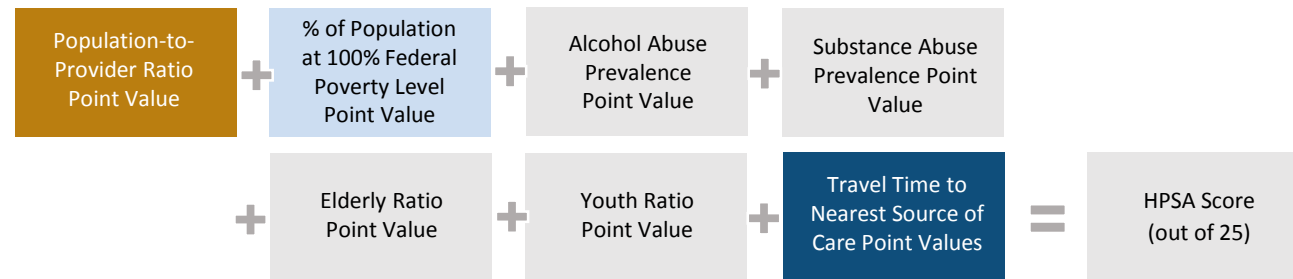 Population-to-
Provider Ratio
Point Value
+
% of Population
at 100% Federal
Poverty Level
Point Value
+
Alcohol Abuse
Prevalence
Point Value
+
Substance Abuse
Prevalence Point
Value
+
Elderly Ratio
Point Value
+
Youth Ratio
Point Value
+
Travel Time to
Nearest Source of
Care Point Values
=
HPSA Score
(out of 25)